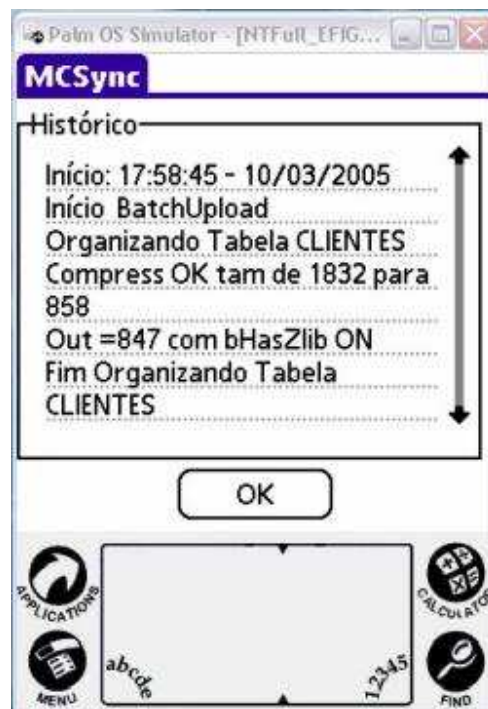 Palm OS Simulator - [NTFull_EFIG...
MCSync
Histórico
Início: 17:58:45 - 10/03/2005
Início BatchUpload
Organizando Tabela CLIENTES
Compress OK tam de 1832 para
858
Out =847 com bHasZlib ON
Fim Organizando Tabela
CLIENTES
OK
APPLICATIONS
CALCULATOR
abcde
12345
MENU
FIND